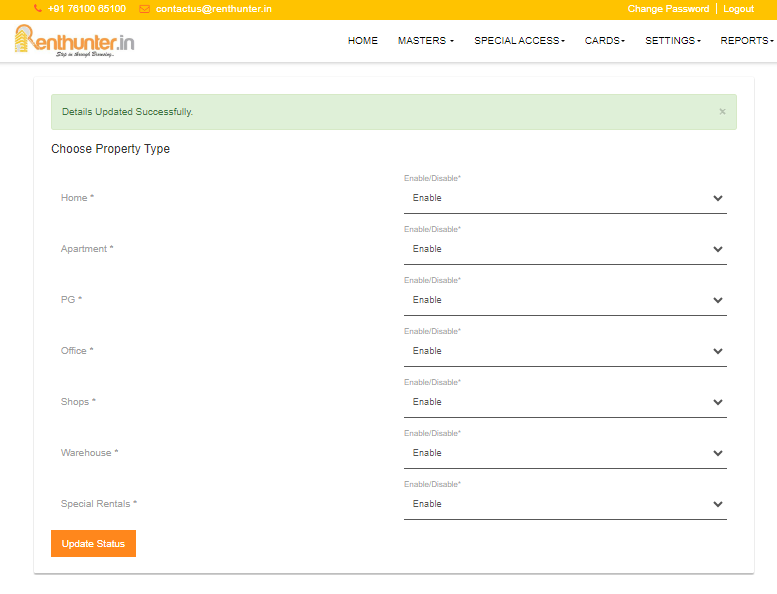 +91 76100 65100 contactus@renthunter.in Change Password | Logout
Renthunter.in
Step in through Browsing..
HOME MASTERS SPECIAL ACCESS CARDS SETTINGS REPORTS
Details Updated Successfully. ×
Choose Property Type
Enable/Disable*
Home * Enable
Enable/Disable*
Apartment * Enable
Enable/Disable*
PG * Enable
Enable/Disable*
Office * Enable
Enable/Disable*
Shops * Enable
Enable/Disable*
Warehouse * Enable
Enable/Disable*
Special Rentals * Enable
Update Status